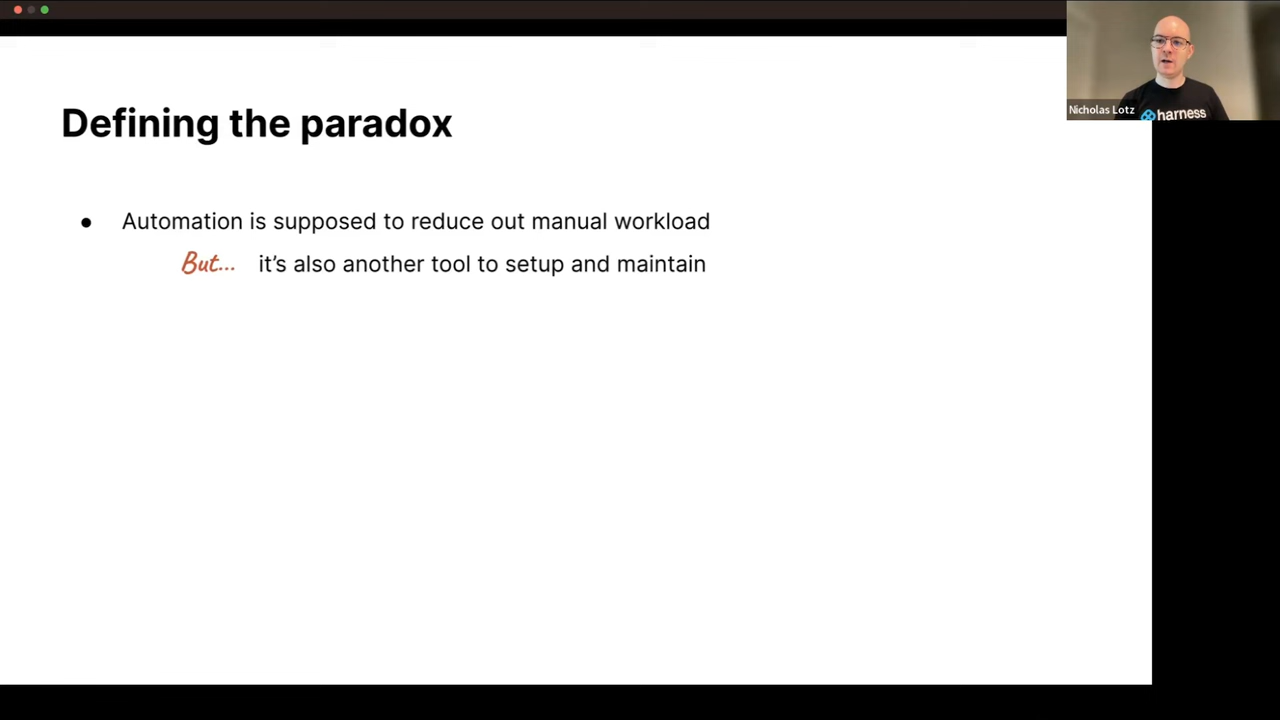 Nicholas Lotz
harness
Defining the paradox
● Automation is supposed to reduce out manual workload
But... it's also another tool to setup and maintain